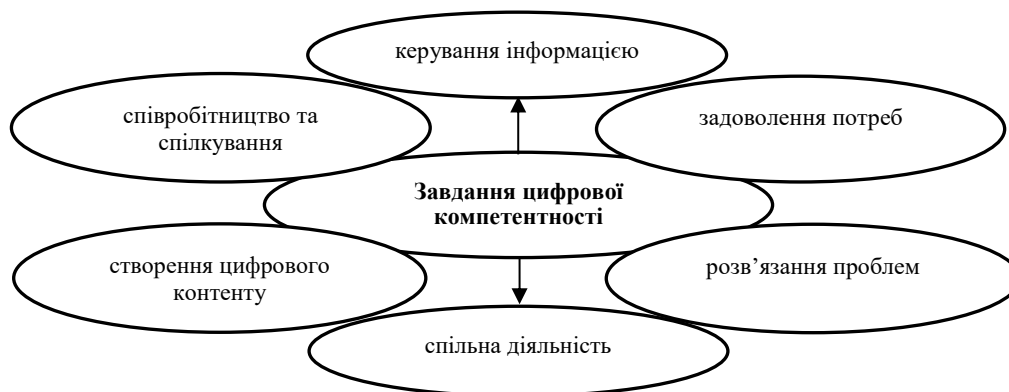 керування інформацією
співробітництво та
спілкування
задоволення потреб
Завдання цифрової
компетентності
створення цифрового
контенту
розв’язання проблем
спільна діяльність